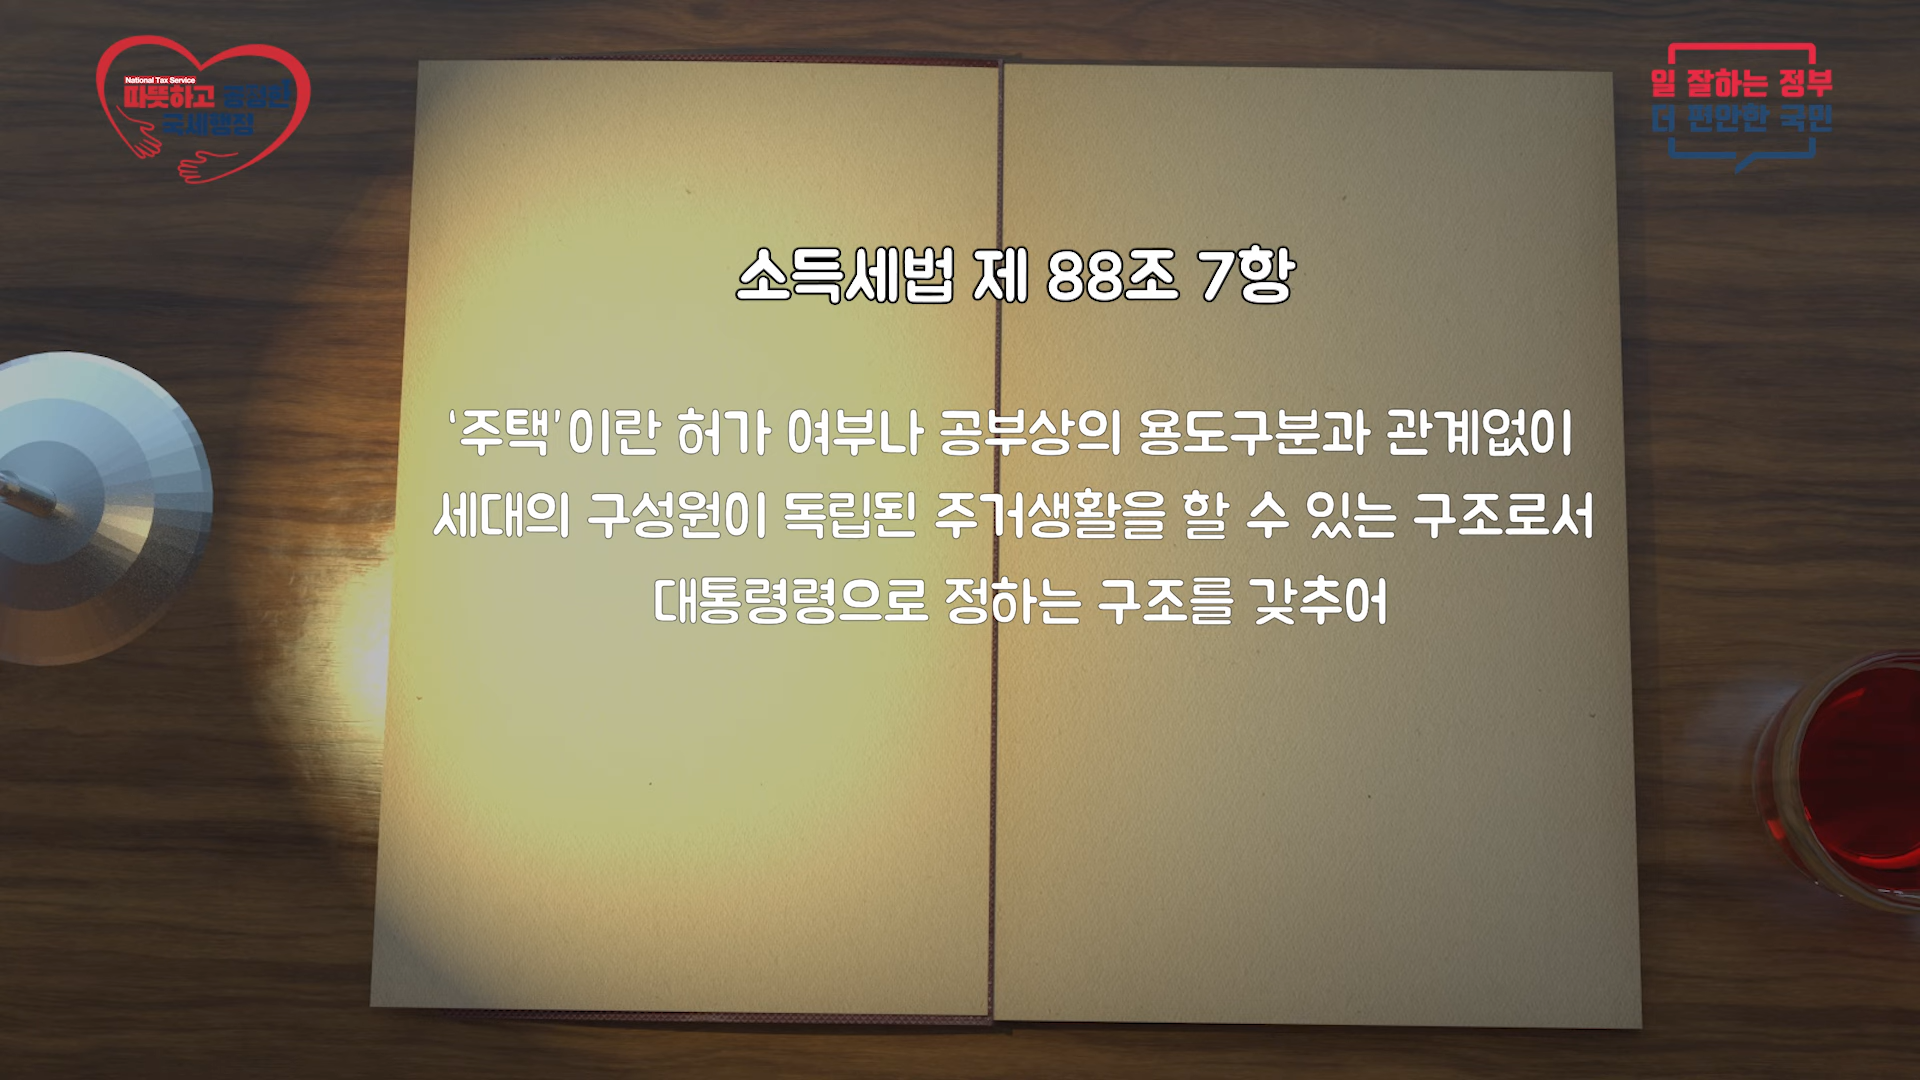 National Tax Service
따뜻하고 공감한
국세행정
일 잘하는 정부
더 편안한 국민
소득세법 제 88조 7항
‘주택’이란 허가 여부나 공부상의 용도구분과 관계없이
세대의 구성원이 독립된 주거생활을 할 수 있는 구조로서
대통령령으로 정하는 구조를 갖추어